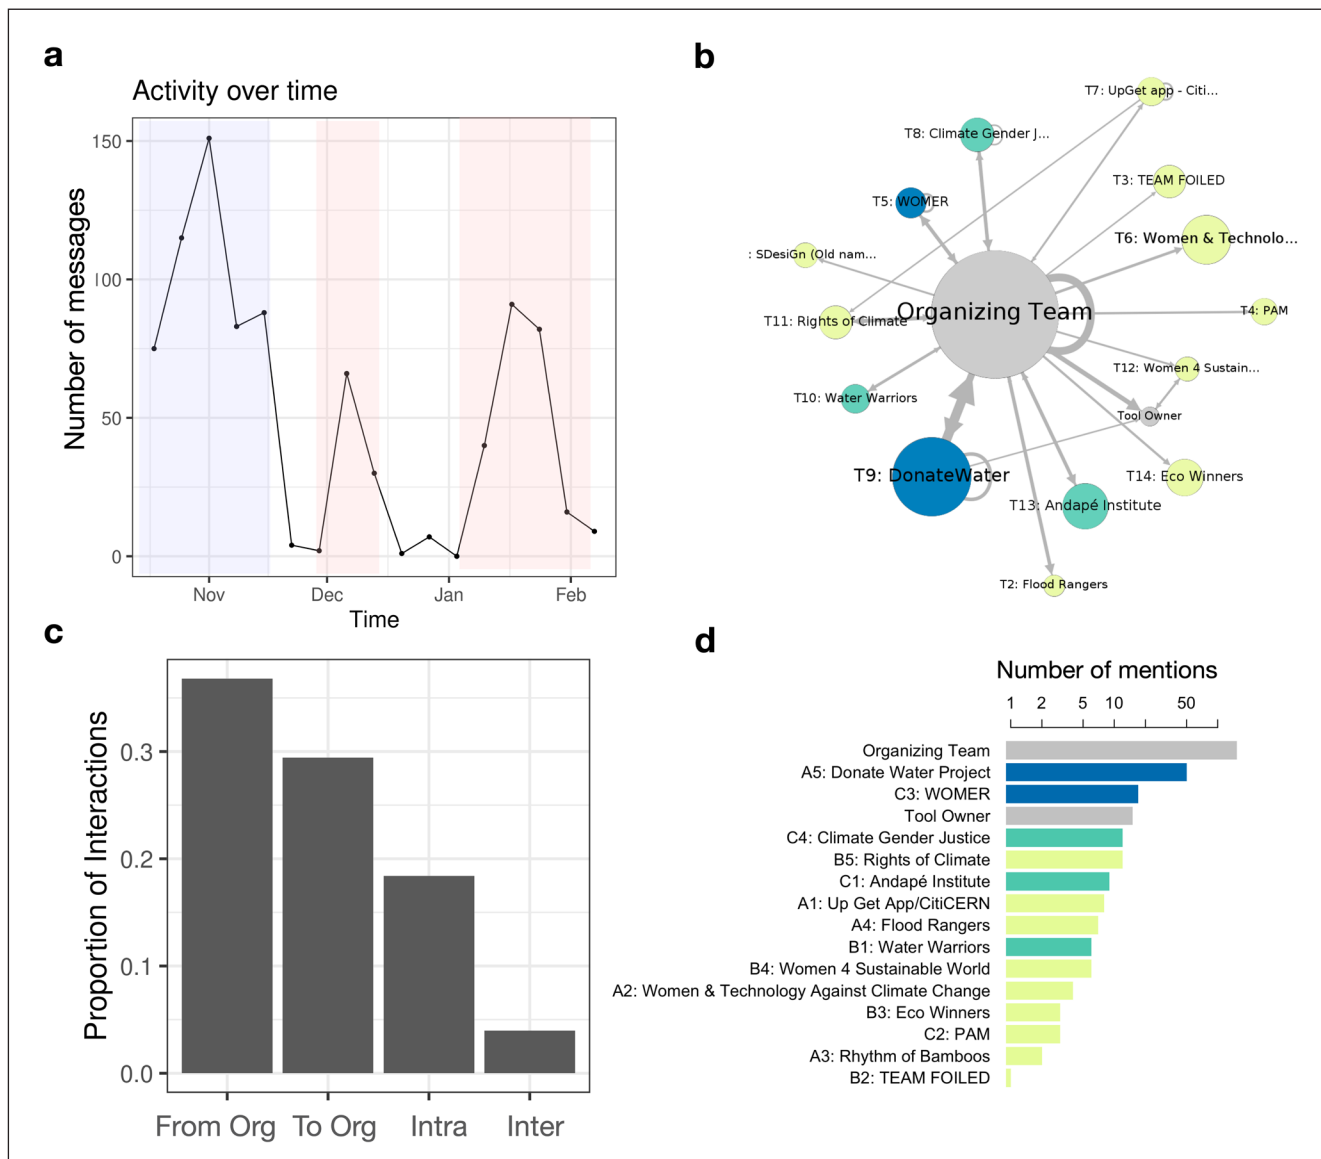 a
Activity over time
150
100
50
0
Number of messages
Nov
Dec
Jan
Feb
Time
b
T7: UpGet app - Citi...
T8: Climate Gender J...
T3: TEAM FOILED
T5: WOMER
T6: Women & Technolo...
: SDesiGn (Old nam...
Organizing Team
T4: PAM
T11: Rights of Climate
T12: Women 4 Sustain...
T10: Water Warriors
Tool Owner
T9: DonateWater
T14: Eco Winners
T13: Andapé Institute
T2: Flood Rangers
c
Proportion of Interactions
0.3
0.2
0.1
0.0
From Org
To Org
Intra
Inter
d
Number of mentions
1 2 5 10 50
Organizing Team
A5: Donate Water Project
C3: WOMER
Tool Owner
C4: Climate Gender Justice
B5: Rights of Climate
C1: Andapé Institute
A1: Up Get App/CitiCERN
A4: Flood Rangers
B1: Water Warriors
B4: Women 4 Sustainable World
A2: Women & Technology Against Climate Change
B3: Eco Winners
C2: PAM
A3: Rhythm of Bamboos
B2: TEAM FOILED